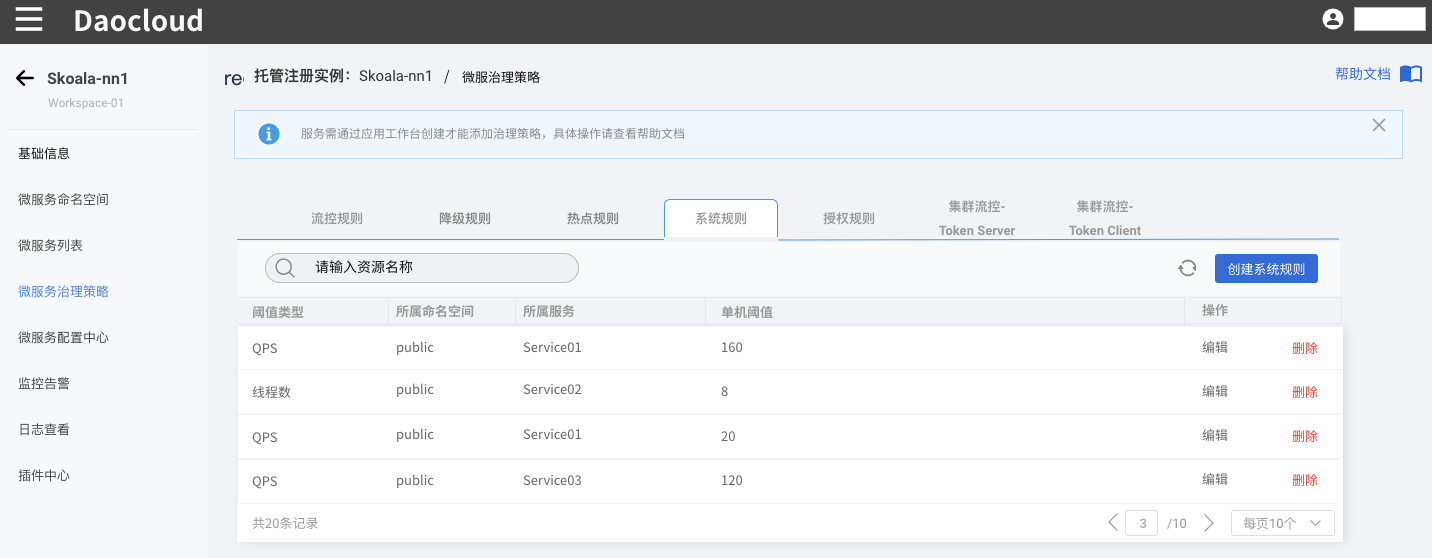 Daocloud
Skoala-nn1
Workspace-01
基础信息
微服务命名空间
微服务列表
微服务治理策略
微服务配置中心
监控告警
日志查看
插件中心
托管注册实例：Skoala-nn1 / 微服治理策略
帮助文档
服务需通过应用工作台创建才能添加治理策略，具体操作请查看帮助文档
流控规则 降级规则 热点规则 系统规则 授权规则 集群流控-Token Server 集群流控-Token Client
请输入资源名称
创建系统规则
阈值类型 所属命名空间 所属服务 单机阈值 操作
QPS public Service01 160 编辑 删除
线程数 public Service02 8 编辑 删除
QPS public Service01 20 编辑 删除
QPS public Service03 120 编辑 删除
共20条记录 3 /10 每页10个